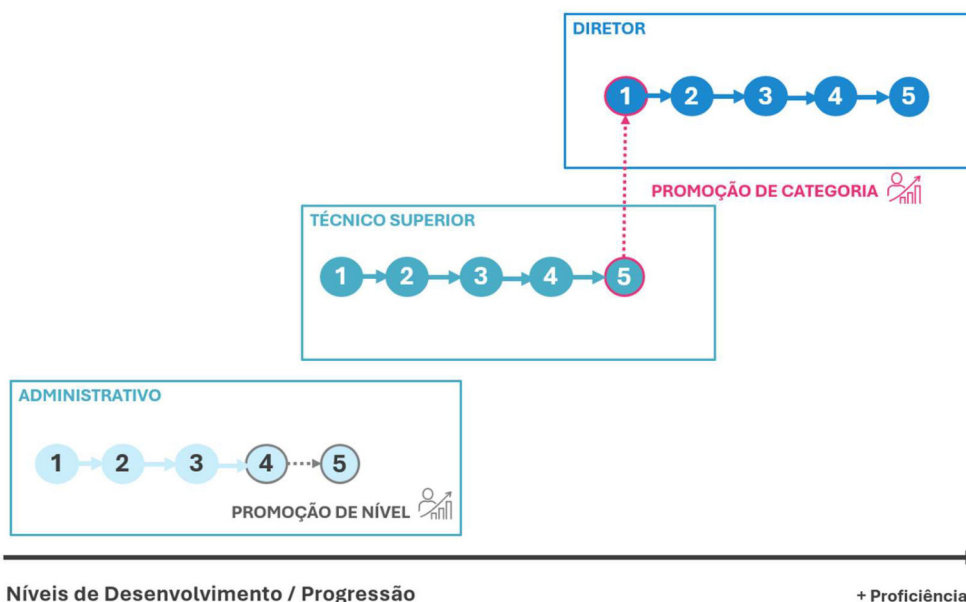 DIRETOR
1 2 3 4 5
PROMOÇÃO DE CATEGORIA
TÉCNICO SUPERIOR
1 2 3 4 5
ADMINISTRATIVO
1 2 3 4 5
PROMOÇÃO DE NÍVEL
Níveis de Desenvolvimento / Progressão
+ Proficiência